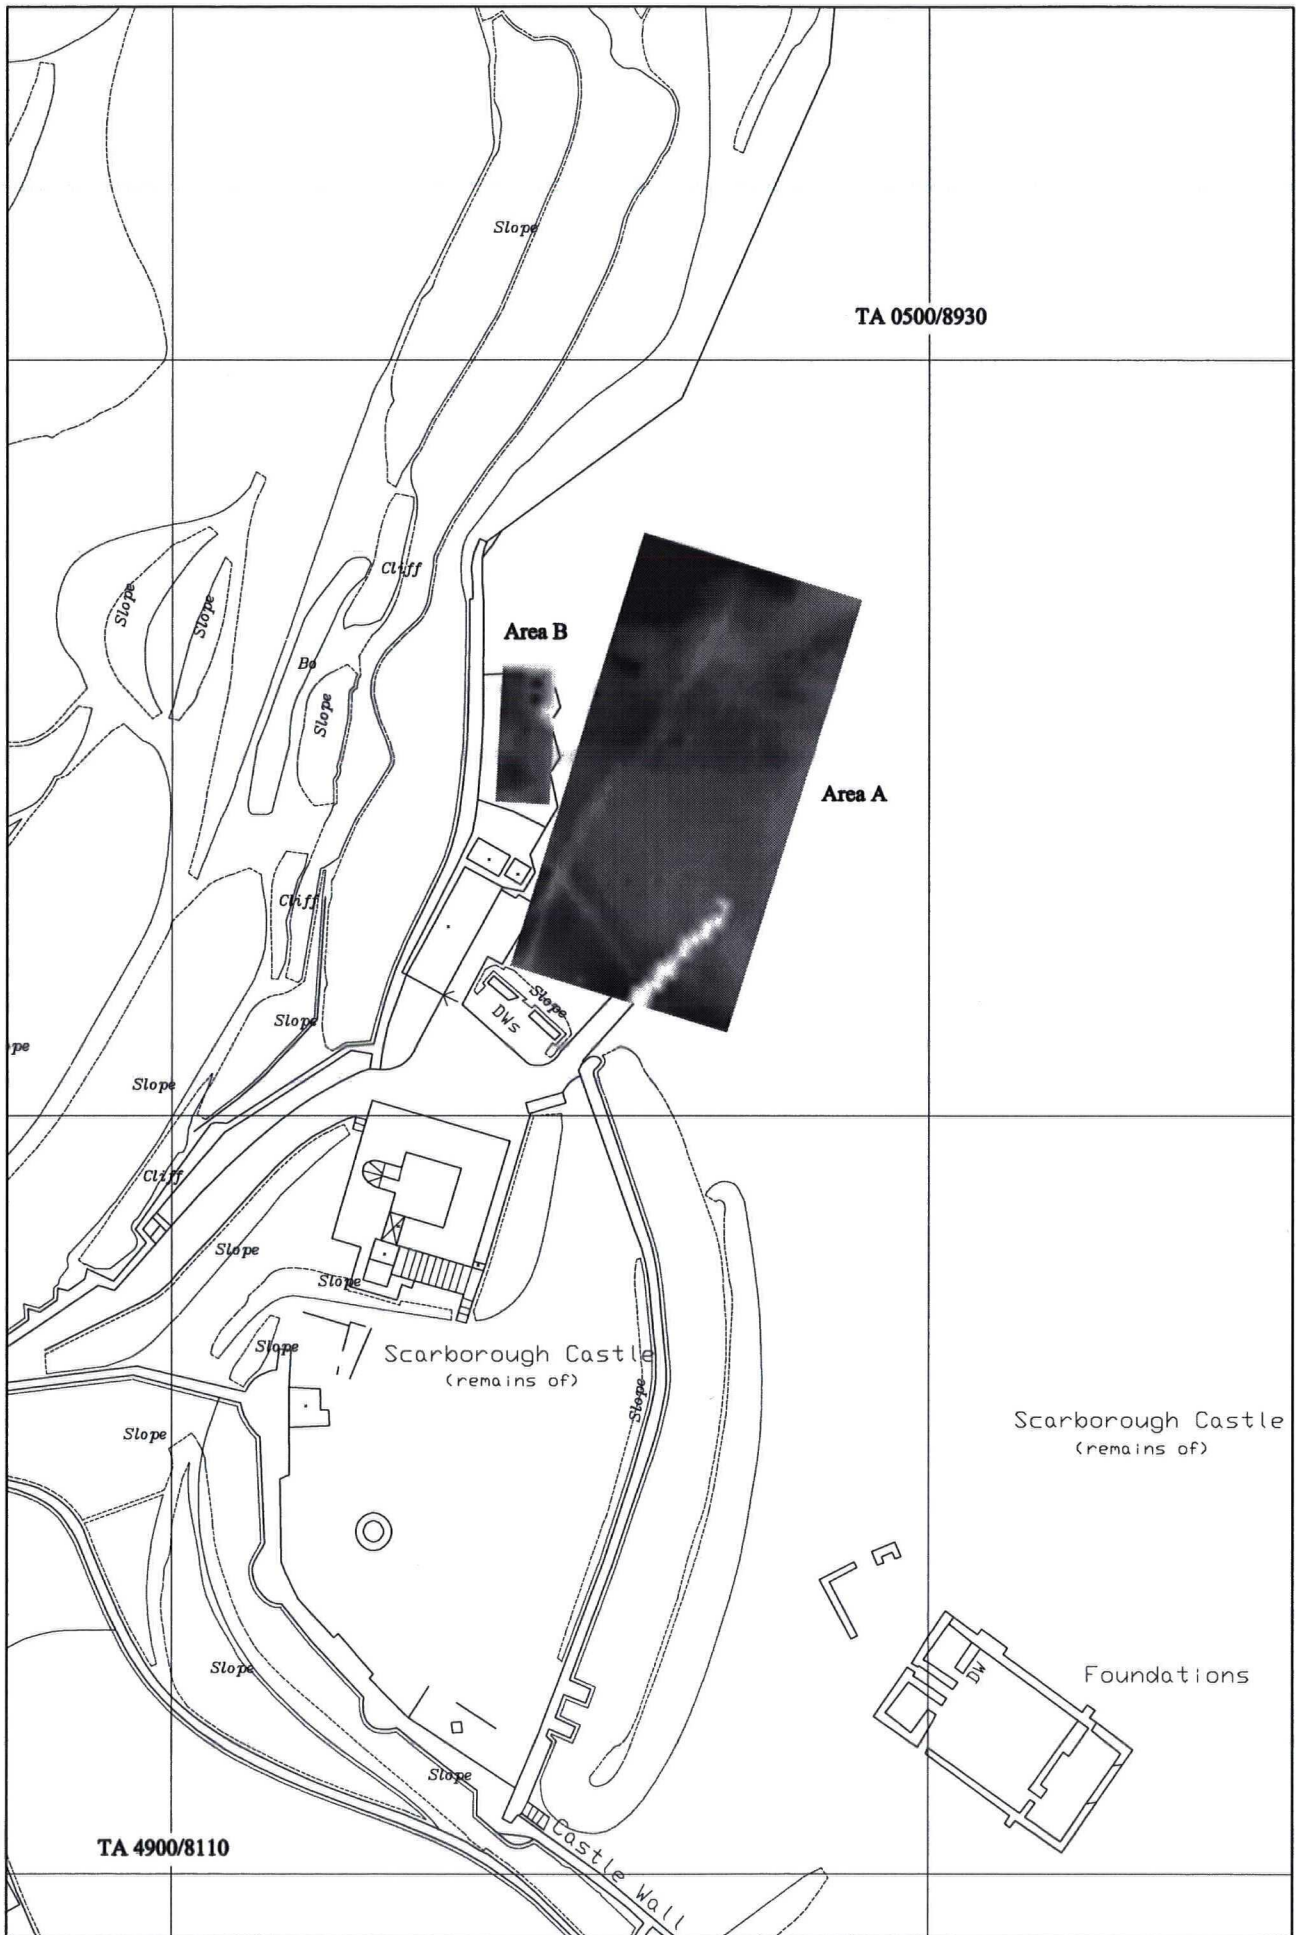 Slope
TA 0500/8930
Cliff
Slope
Slope
Area B
Bo
Slope
Area A
Cliff
Slope
DWs
Slope
pe
Slope
Cliff
Slope
Slope
Slope
Scarborough Castle
(remains of)
Slope
Scarborough Castle
(remains of)
Slope
Foundations
DW
Slope
Slope
TA 4900/8110
Castle Wall